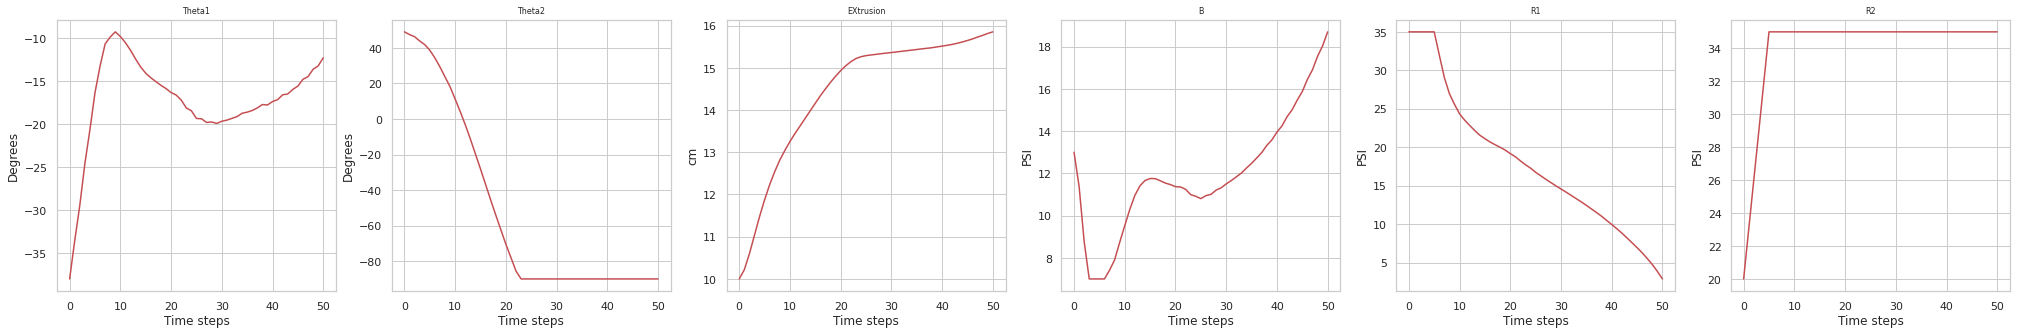 Theta1
−10
−15
−20
−25
−30
−35
Degrees
0 10 20 30 40 50
Time steps
Theta2
40
20
0
−20
−40
−60
−80
Degrees
0 10 20 30 40 50
Time steps
EXtrusion
16
15
14
13
12
11
10
cm
0 10 20 30 40 50
Time steps
B
18
16
14
12
10
8
PSI
0 10 20 30 40 50
Time steps
R1
35
30
25
20
15
10
5
PSI
0 10 20 30 40 50
Time steps
R2
34
32
30
28
26
24
22
20
PSI
0 10 20 30 40 50
Time steps